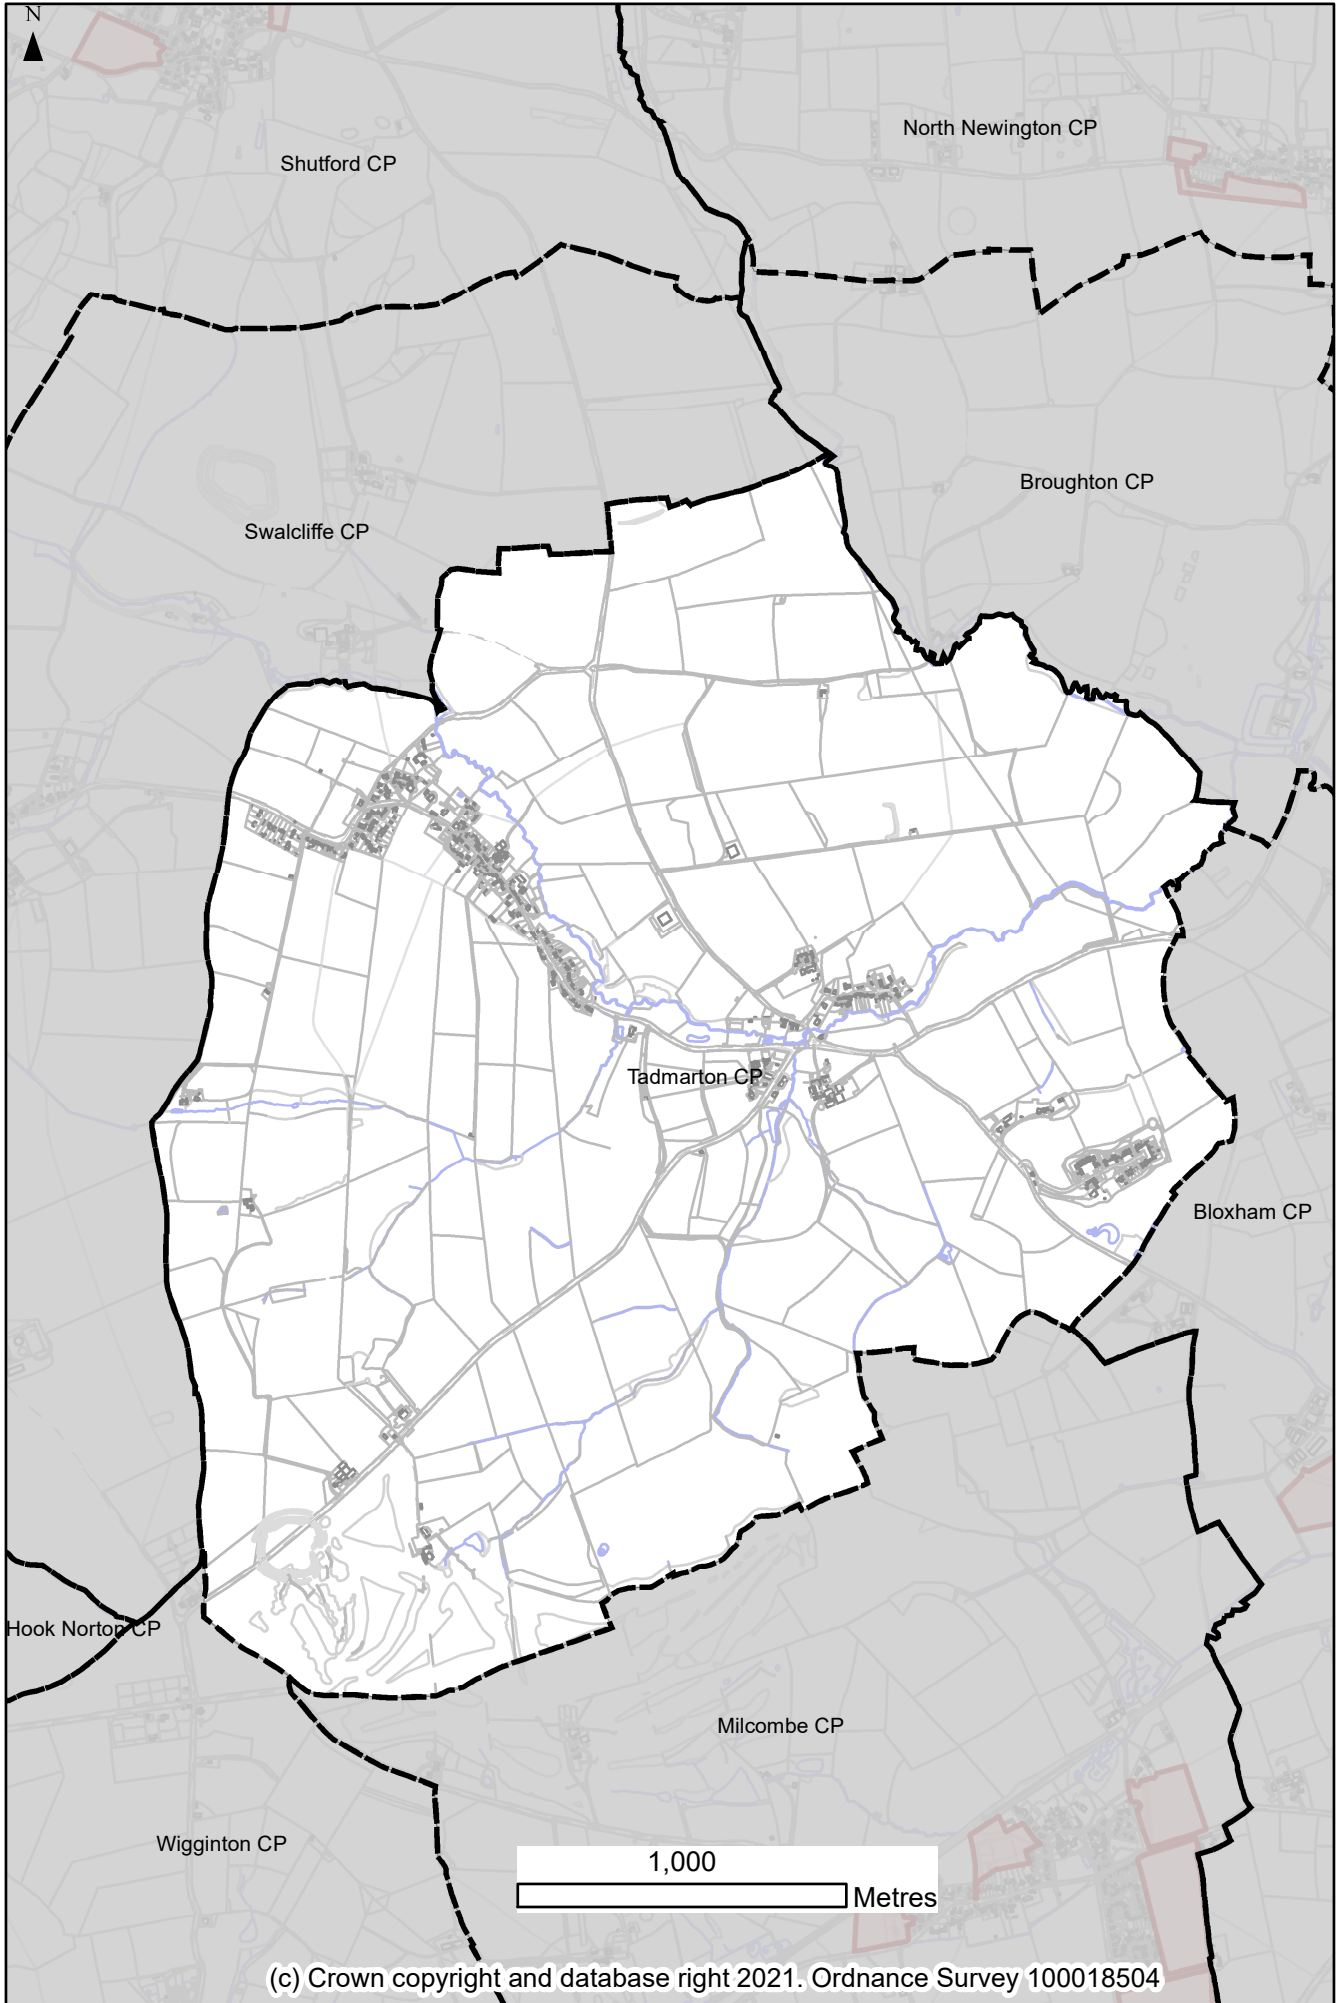 N
North Newington CP
Shutford CP
Broughton CP
Swalcliffe CP
Tadmarton CP
Bloxham CP
Hook Norton CP
Milcombe CP
Wigginton CP
1,000
Metres
(c) Crown copyright and database right 2021. Ordnance Survey 100018504